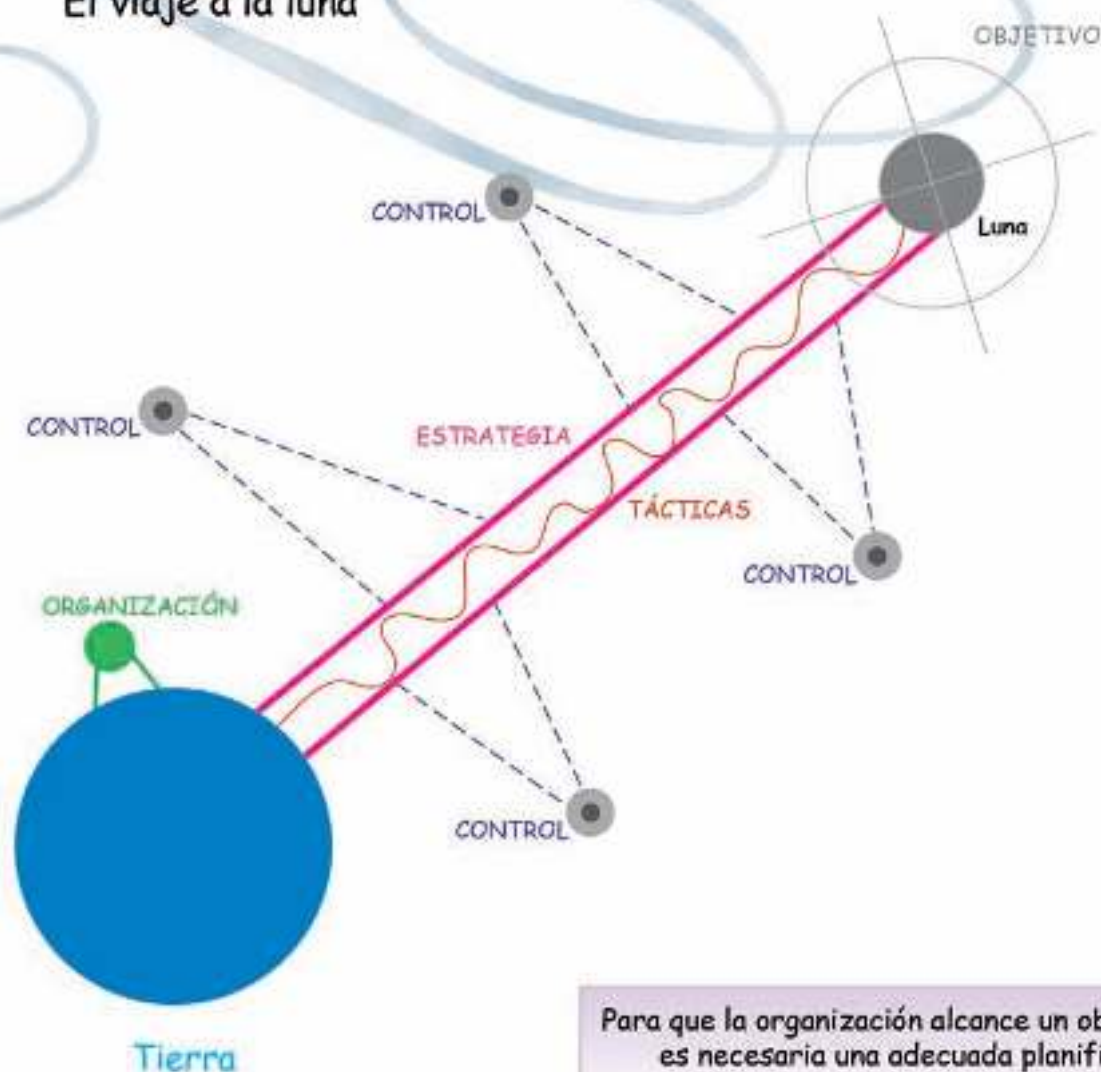 El viaje a la luna
OBJETIVO
CONTROL
Luna
CONTROL
ESTRATEGIA
TÁCTICAS
CONTROL
ORGANIZACIÓN
CONTROL
Para que la organización alcance un
es necesaria una adecuada
Tierra